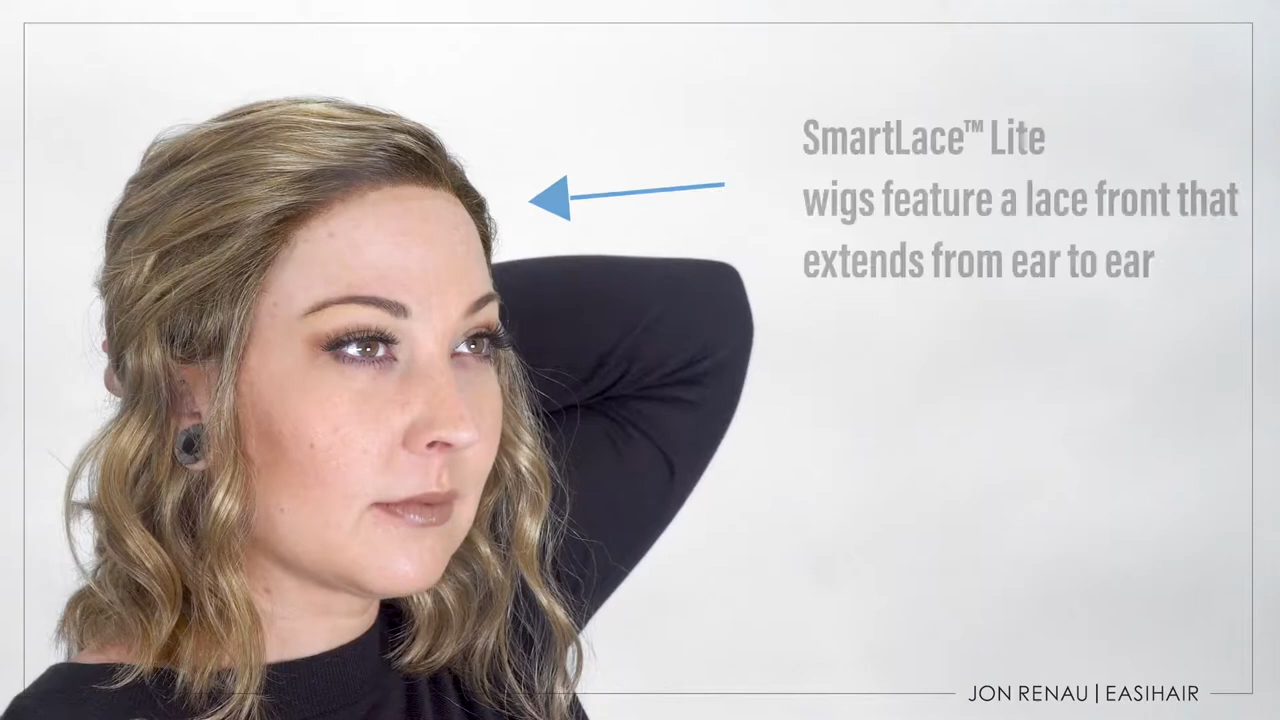 SmartLace™ Lite
wigs feature a lace front that
extends from ear to ear
JON RENAU | EASIHAIR